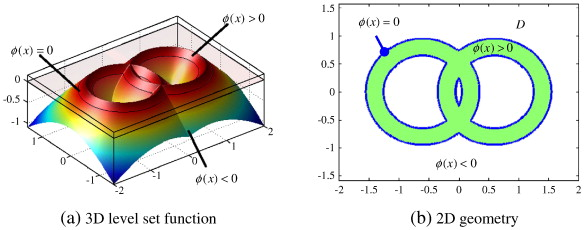 ϕ(x) > 0
ϕ(x) = 0
0
-0.5
-1
1
0
-1
-2
0
2
ϕ(x) < 0
(a) 3D level set function
ϕ(x) = 0
D
ϕ(x) > 0
ϕ(x) < 0
1.5
1
0.5
0
-0.5
-1
-1.5
-2 -1.5 -1 -0.5 0 0.5 1 1.5 2
(b) 2D geometry